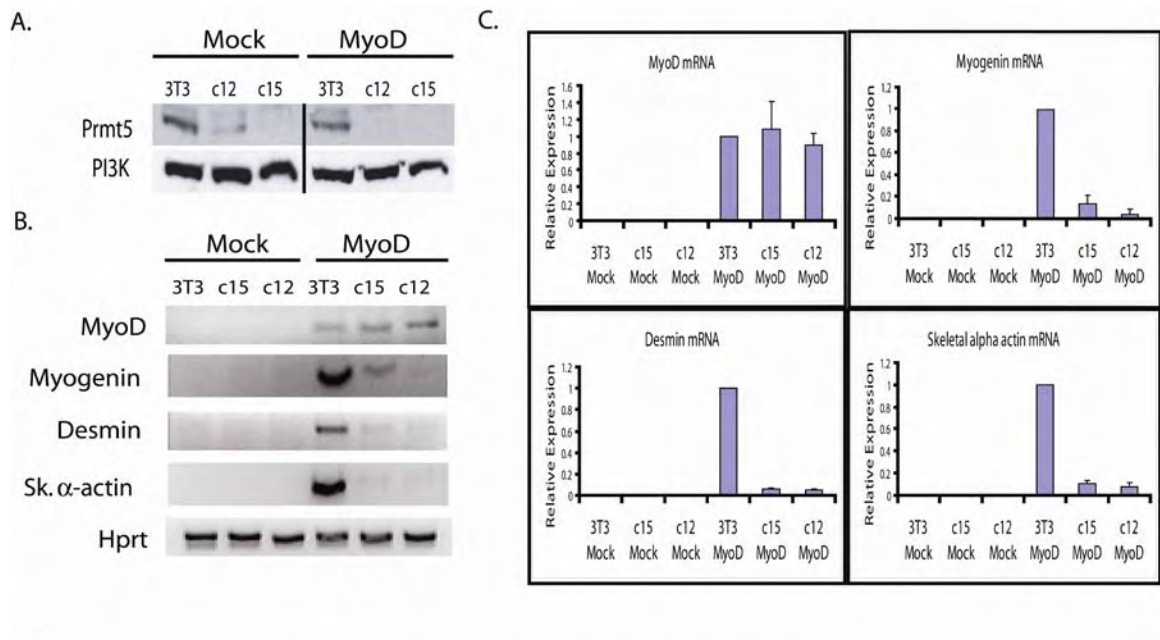 A.
Mock MyoD
3T3 c12 c15 3T3 c12 c15
Prmt5
PI3K
B.
Mock MyoD
3T3 c15 c12 3T3 c15 c12
MyoD
Myogenin
Desmin
Sk. α-actin
Hprt
C.
MyoD mRNA
Relative Expression
1.6
1.4
1.2
1
0.8
0.6
0.4
0.2
0
3T3 c15 c12 3T3 c15 c12
Mock Mock Mock MyoD MyoD MyoD
Myogenin mRNA
Relative Expression
1.2
1
0.8
0.6
0.4
0.2
0
3T3 c15 c12 3T3 c15 c12
Mock Mock Mock MyoD MyoD MyoD
Desmin mRNA
Relative Expression
1.2
1
0.8
0.6
0.4
0.2
0
3T3 c15 c12 3T3 c15 c12
Mock Mock Mock MyoD MyoD MyoD
Skeletal alpha actin mRNA
Relative Expression
1.2
1
0.8
0.6
0.4
0.2
0
3T3 c15 c12 3T3 c15 c12
Mock Mock Mock MyoD MyoD MyoD